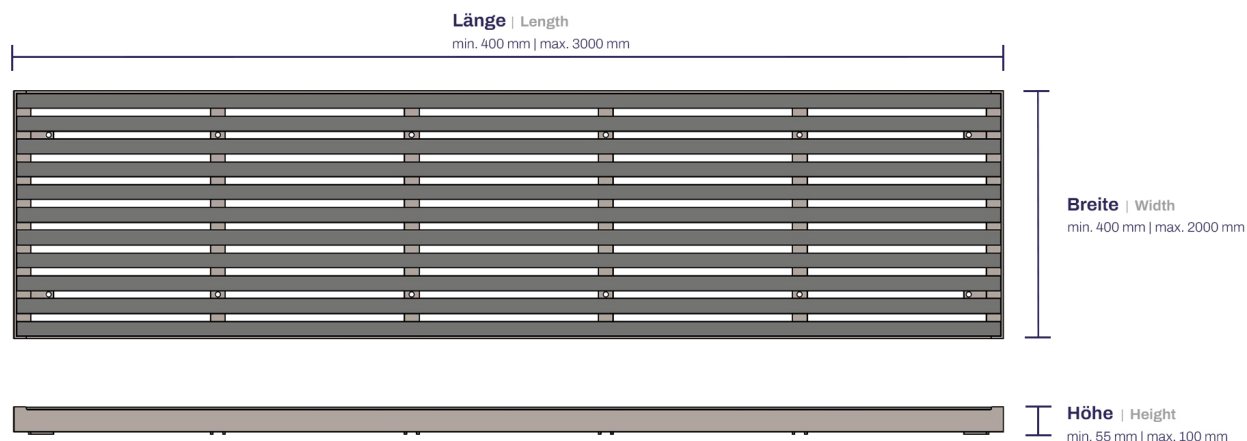 Länge | Length
min. 400 mm | max. 3000 mm
Breite | Width
min. 400 mm | max. 2000 mm
Höhe | Height
min. 55 mm | max. 100 mm